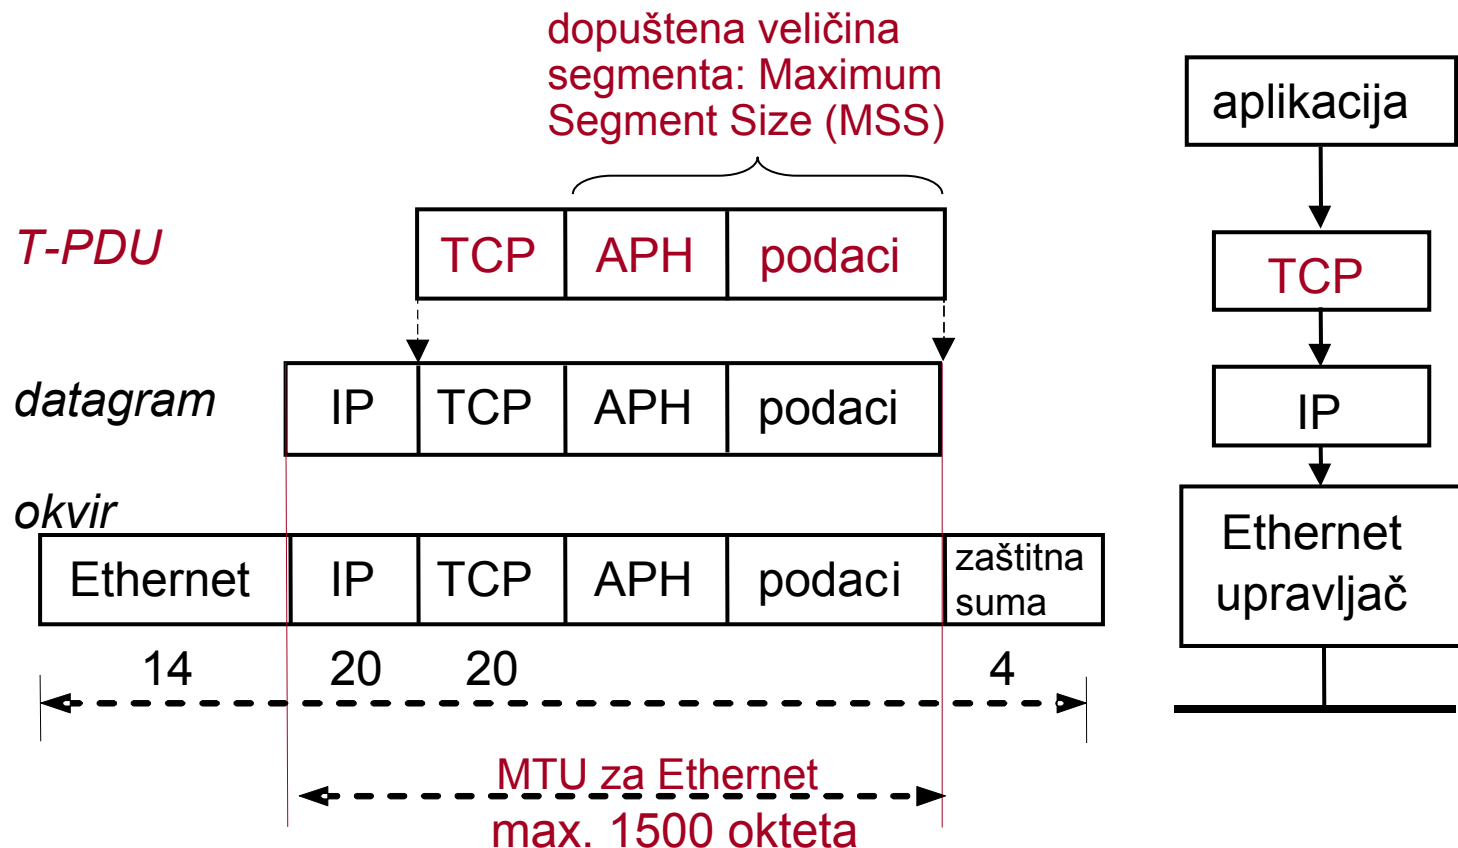 dopuštena veličina
segmenta: Maximum
Segment Size (MSS)
aplikacija
T-PDU
TCP APH podaci
TCP
datagram
IP TCP APH podaci
IP
okvir
Ethernet IP TCP APH podaci
zaštitna
suma
Ethernet
upravljač
14 20 20 4
MTU za Ethernet
max. 1500 okteta